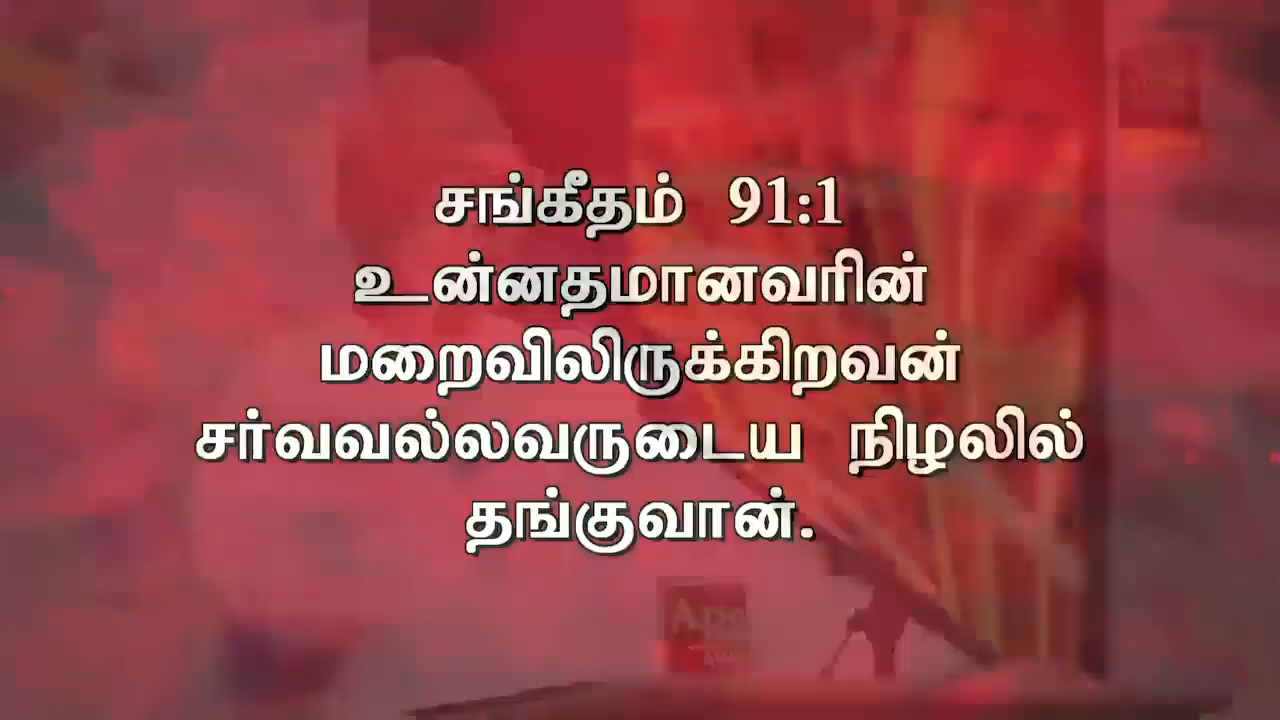 சங்கீதம் 91:1
உன்னதமானவரின்
மறைவிலிருக்கிறவன்
சர்வவல்லவருடைய நிழலில்
தங்குவான்.